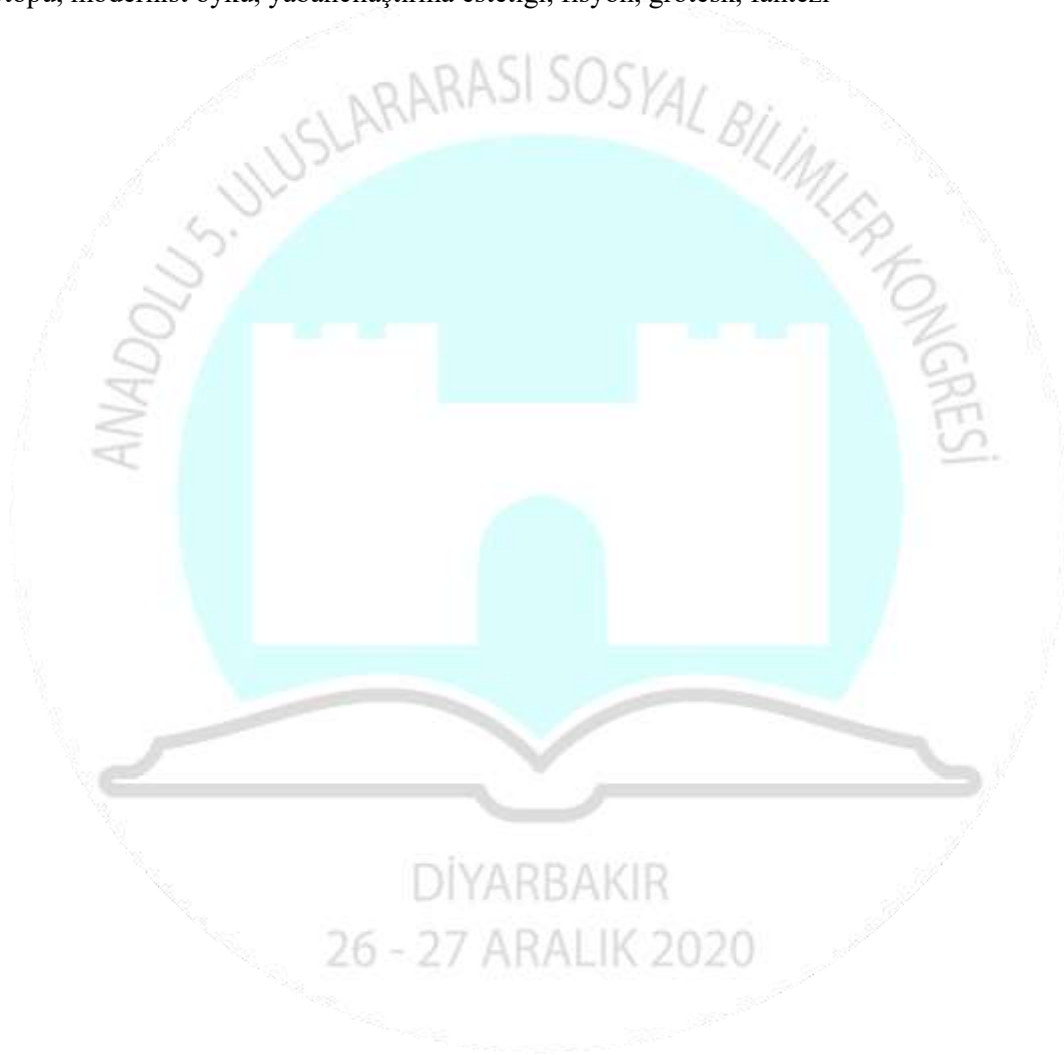 modernist öykü, yabancılaştırma estetiği, fisyon, grotesk, fantezi
ANADOLU 5. ULUSLARARASI SOSYAL BİLİMLER KONGRESİ
DİYARBAKIR
26 - 27 ARALIK 2020